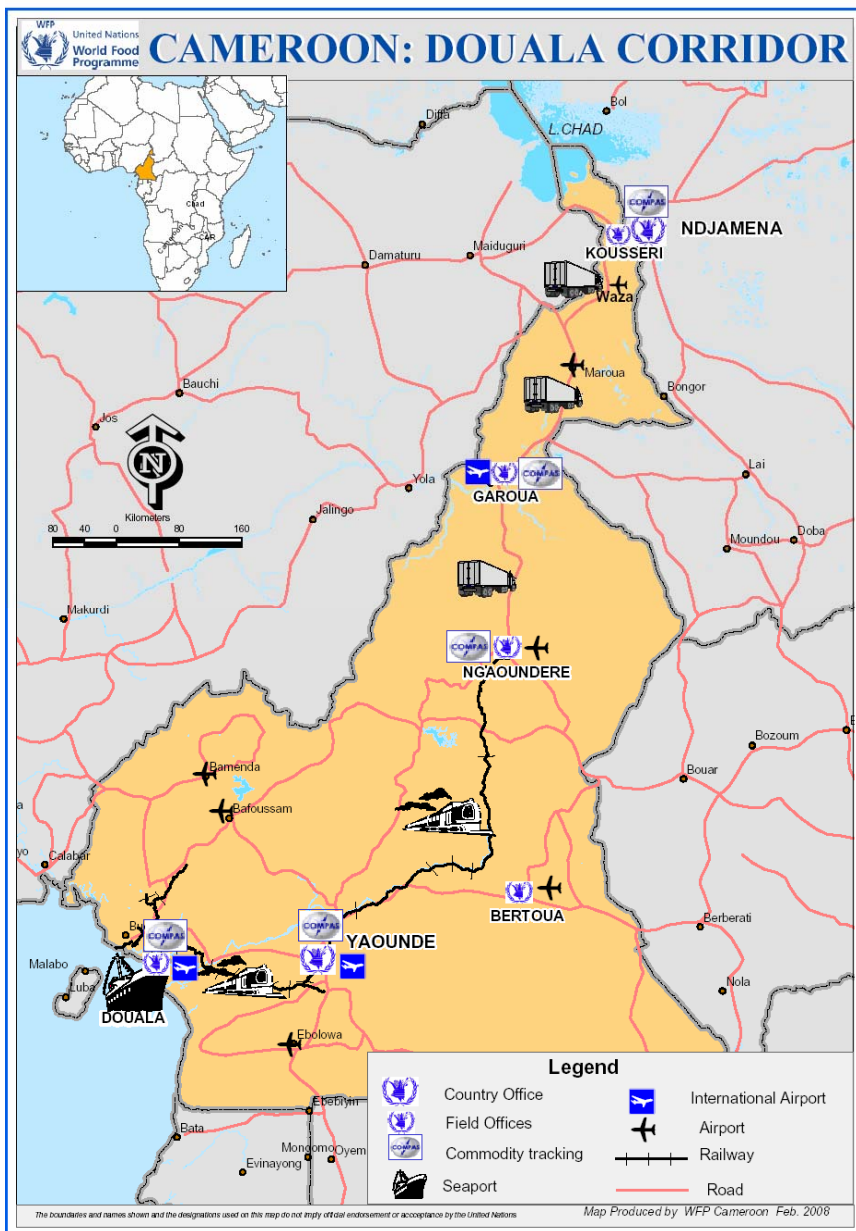 WFP
United Nations
World Food
Programme
CAMEROON: DOUALA CORRIDOR
Chad
CAR
Diffa
Bol
L.CHAD
COMPAS
NDJAMENA
KOUSSERI
Damaturu
Maiduguri
Waza
Maroua
Bongor
Bauchi
Jos
N
Kilometers
80 40 0 80 160
Yola
COMPAS
GAROUA
Lai
Jalingo
Moundou
Doba
Makurdi
COMPAS
NGAOUNDERE
Bozoum
Bouar
Bamenda
Bafoussam
Calabar
BERTOUA
Berberati
COMPAS
COMPAS
YAOUNDE
Malabo
Luba
DOUALA
Nola
Ebolowa
Ebebiyin
Bata
Mongomo
Oyem
Evinayong
Legend
Country Office
International Airport
Field Offices
Airport
COMPAS
Commodity tracking
Railway
Seaport
Road
The boundaries and names shown and the designations used on this map do not imply official endorsement or accceptance by the United Nations
Map Produced by WFP Cameroon Feb. 2008